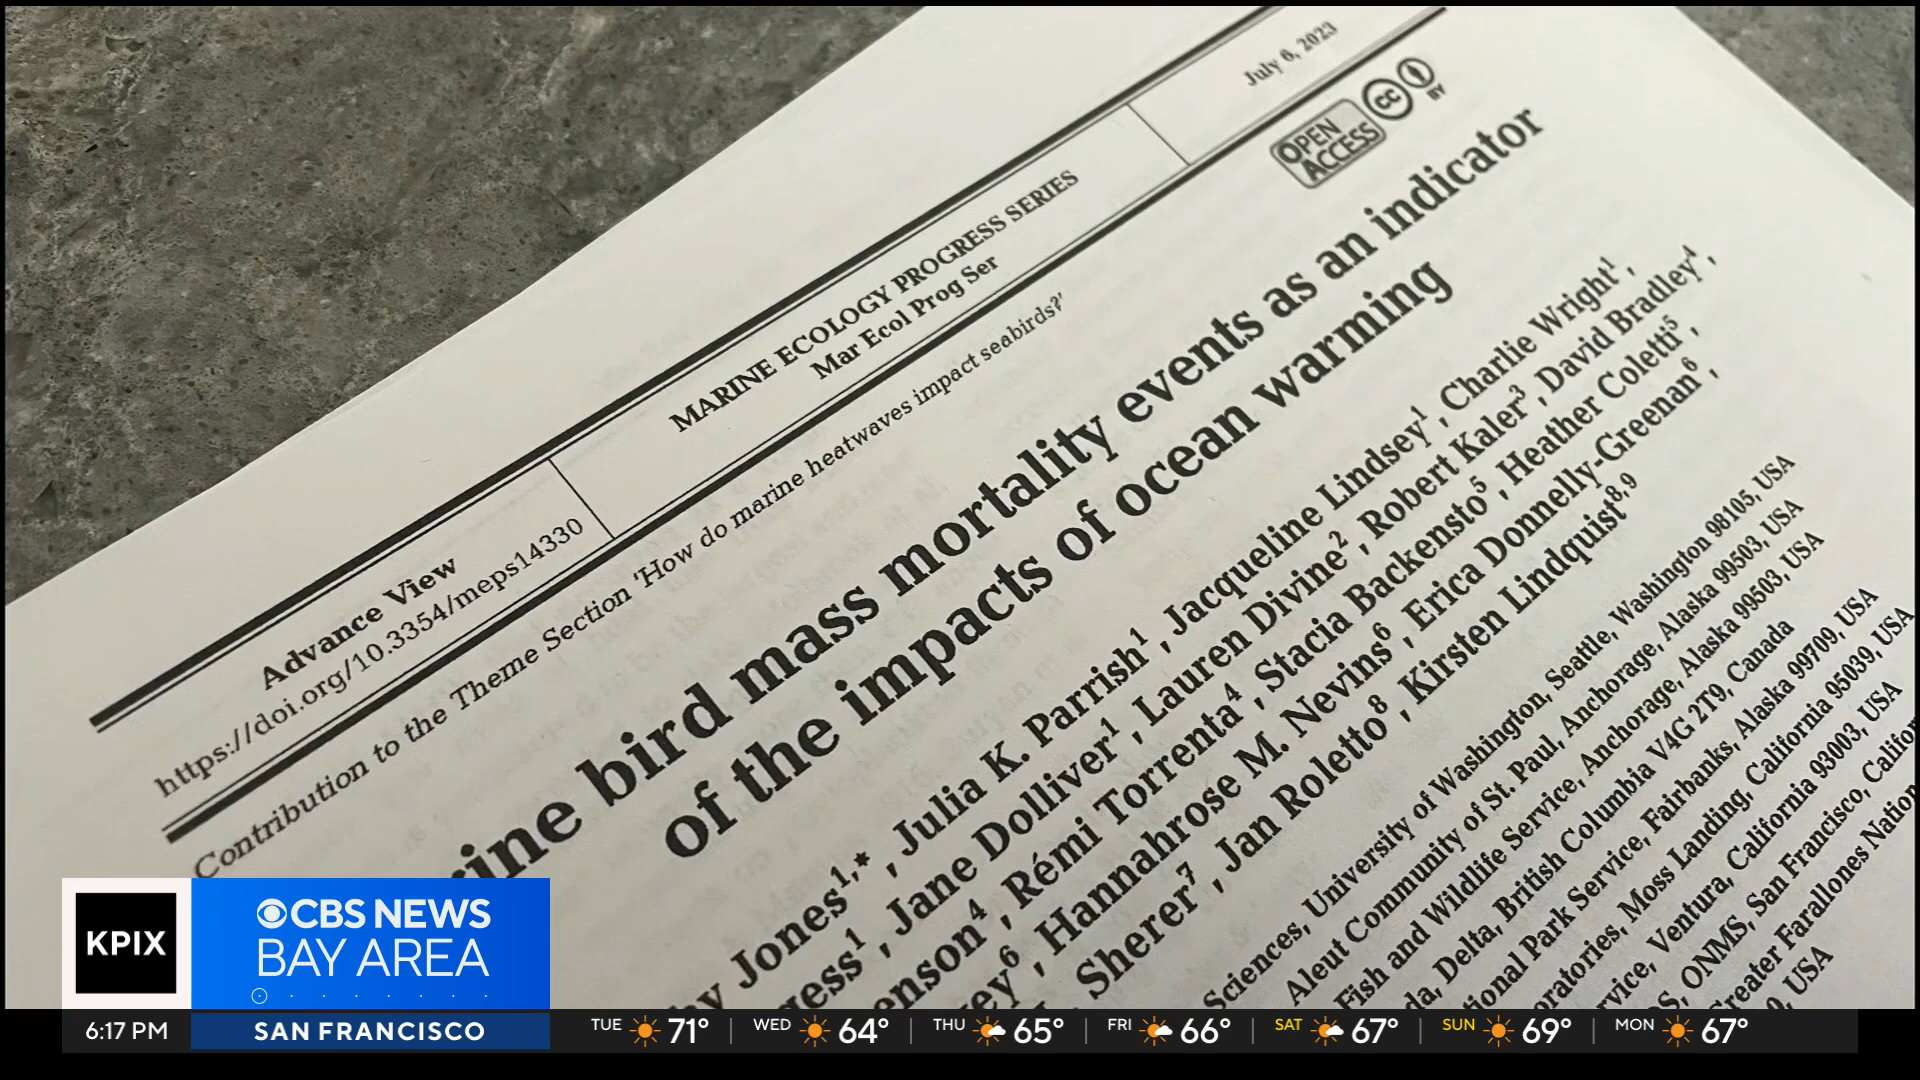 July 6, 2023
MARINE ECOLOGY PROGRESS SERIES
Mar Ecol Prog Ser
OPEN ACCESS
cc
BY
Advance View
https://doi.org/10.3354/meps14330
Contribution to the Theme Section 'How do marine heatwaves impact seabirds?'
rine bird mass mortality events as an indicator
of the impacts of ocean warming
Jones1,*, Julia K. Parrish1, Jacqueline Lindsey1, Charlie Wright1,
gess1, Jane Dolliver1, Lauren Divine2, Robert Kaler3, David Bradley4,
enson4, Rémi Torrenta4, Stacia Backensto5, Heather Coletti5,
ey6, Hannahrose M. Nevins6, Erica Donnelly-Greenan6,
Sherer7, Jan Roletto8, Kirsten Lindquist8,9
Sciences, University of Washington, Seattle, Washington 98105, USA
Aleut Community of St. Paul, Anchorage, Alaska 99503, USA
Fish and Wildlife Service, Anchorage, Alaska 99503, USA
da, Delta, British Columbia V4G 2T9, Canada
tional Park Service, Fairbanks, Alaska 99709, USA
oratories, Moss Landing, California 95039, USA
rvice, Ventura, California 93003, USA
S, ONMS, San Francisco, Califor
Greater Farallones Nation
0, USA
KPIX
CBS NEWS
BAY AREA
6:17 PM
SAN FRANCISCO
TUE 71° WED 64° THU 65° FRI 66° SAT 67° SUN 69° MON 67°